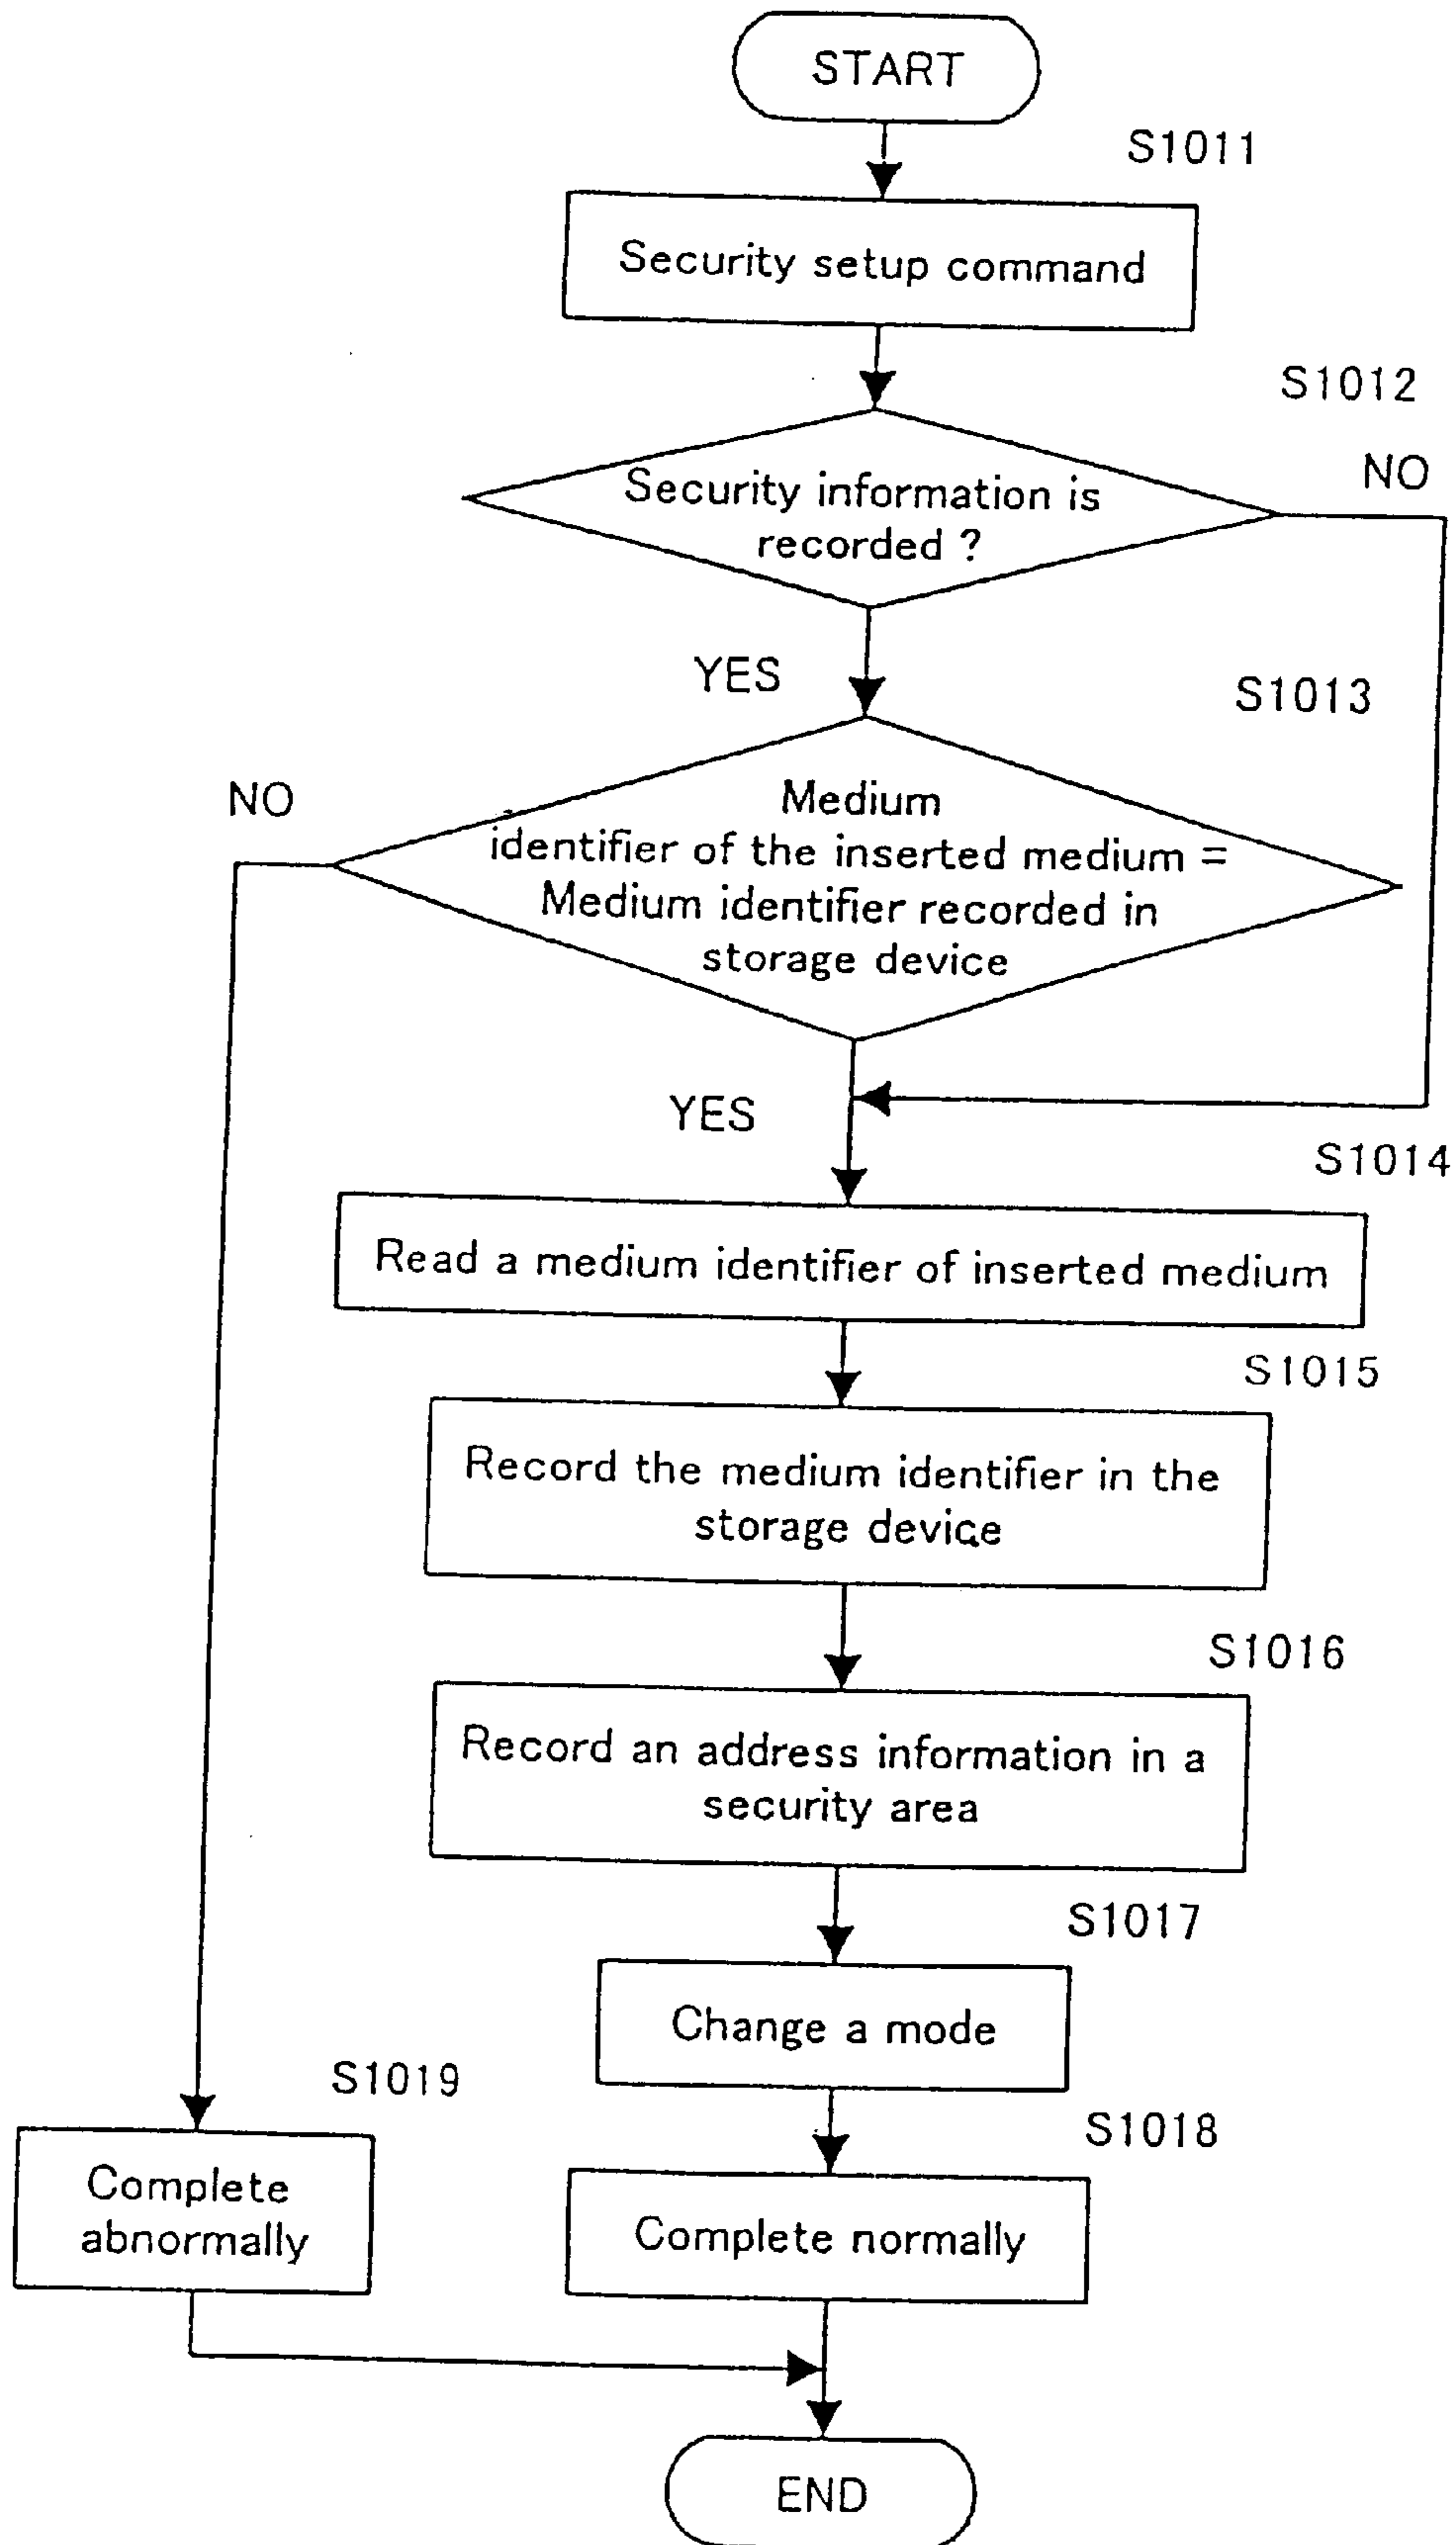 START
S1011
Security setup command
S1012
NO
Security information is
recorded ?
YES
S1013
NO
Medium
identifier of the inserted medium =
Medium identifier recorded in
storage device
YES
S1014
Read a medium identifier of inserted medium
S1015
Record the medium identifier in the
storage device
S1016
Record an address information in a
security area
S1017
Change a mode
S1019
S1018
Complete
abnormally
Complete normally
END